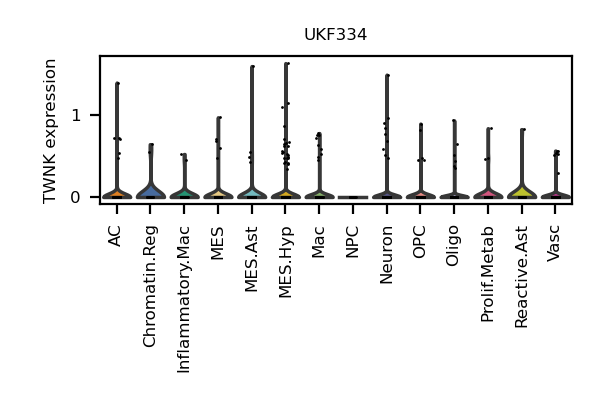 UKF334
TWNK expression
1
0
AC
Chromatin.Reg
Inflammatory.Mac
MES
MES.Ast
MES.Hyp
Mac
NPC
Neuron
OPC
Oligo
Prolif.Metab
Reactive.Ast
Vasc